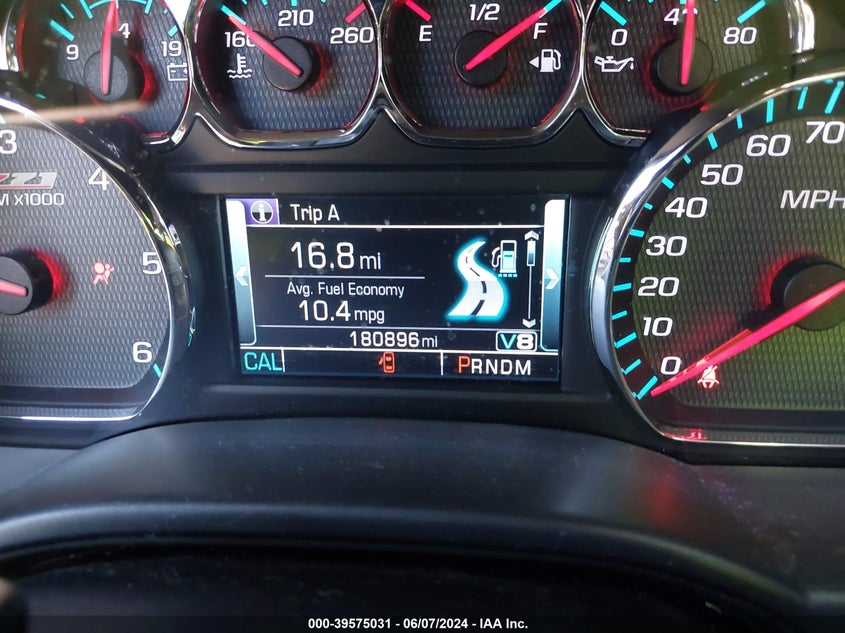 9 4 19
160 210 260
E 1/2 F
0 40 80
3
4
5
6
Z71
M x1000
Trip A
16.8 mi
Avg. Fuel Economy
10.4 mpg
180896 mi V8
CAL PRNDM
0
10
20
30
40
50
60
70
MPH
000-39575031 - 06/07/2024 - IAA Inc.